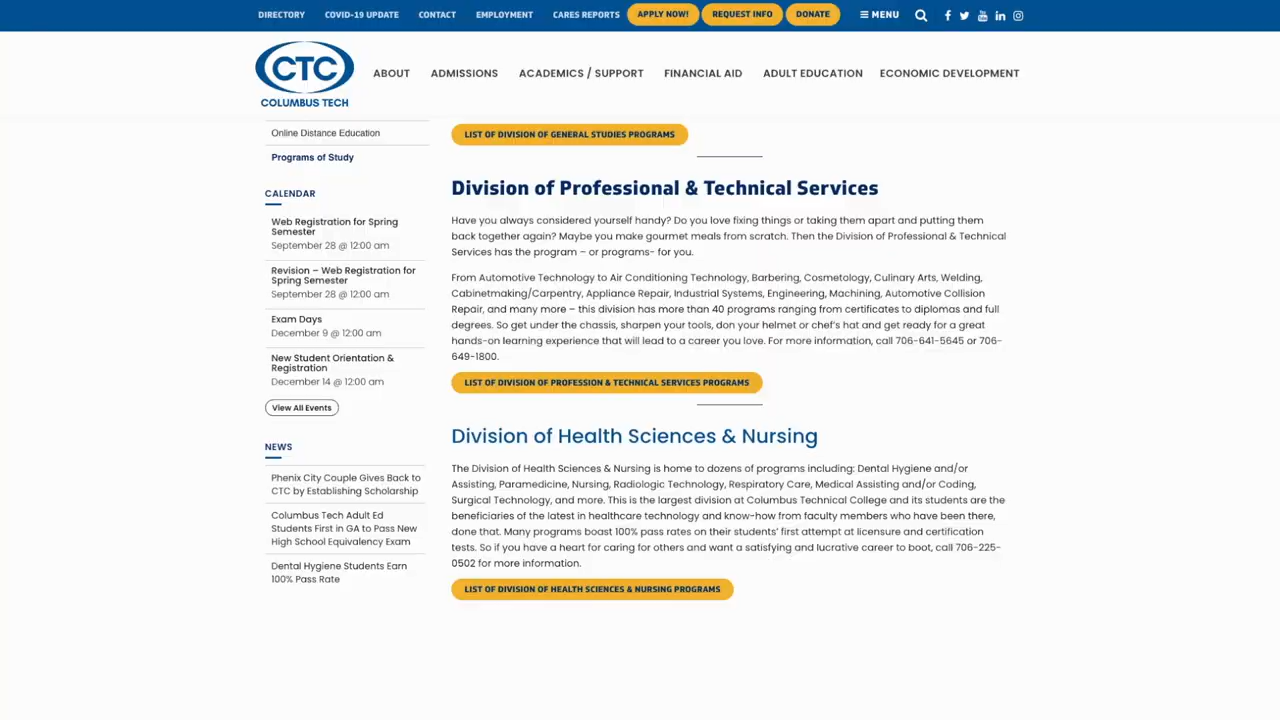 DIRECTORY COVID-19 UPDATE CONTACT EMPLOYMENT CARES REPORTS APPLY NOW! REQUEST INFO DONATE MENU
CTC
COLUMBUS TECH
ABOUT ADMISSIONS ACADEMICS / SUPPORT FINANCIAL AID ADULT EDUCATION ECONOMIC DEVELOPMENT
Online Distance Education
Programs of Study
CALENDAR
Web Registration for Spring
Semester
September 28 @ 12:00 am
Revision – Web Registration for
Spring Semester
September 28 @ 12:00 am
Exam Days
December 9 @ 12:00 am
New Student Orientation &
Registration
December 14 @ 12:00 am
View All Events
NEWS
Phenix City Couple Gives Back to
CTC by Establishing Scholarship
Columbus Tech Adult Ed
Students First in GA to Pass New
High School Equivalency Exam
Dental Hygiene Students Earn
100% Pass Rate
LIST OF DIVISION OF GENERAL STUDIES PROGRAMS
Division of Professional & Technical Services
Have you always considered yourself handy? Do you love fixing things or taking them apart and putting them
back together again? Maybe you make gourmet meals from scratch. Then the Division of Professional & Technical
Services has the program – or programs- for you.
From Automotive Technology to Air Conditioning Technology, Barbering, Cosmetology, Culinary Arts, Welding,
Cabinetmaking/Carpentry, Appliance Repair, Industrial Systems, Engineering, Machining, Automotive Collision
Repair, and many more – this division has more than 40 programs ranging from certificates to diplomas and full
degrees. So get under the chassis, sharpen your tools, don your helmet or chef's hat and get ready for a great
hands-on learning experience that will lead to a career you love. For more information, call 706-641-5645 or 706-
649-1800.
LIST OF DIVISION OF PROFESSION & TECHNICAL SERVICES PROGRAMS
Division of Health Sciences & Nursing
The Division of Health Sciences & Nursing is home to dozens of programs including: Dental Hygiene and/or
Assisting, Paramedicine, Nursing, Radiologic Technology, Respiratory Care, Medical Assisting and/or Coding,
Surgical Technology, and more. This is the largest division at Columbus Technical College and its students are the
beneficiaries of the latest in healthcare technology and know-how from faculty members who have been there,
done that. Many programs boast 100% pass rates on their students' first attempt at licensure and certification
tests. So if you have a heart for caring for others and want a satisfying and lucrative career to boot, call 706-225-
0502 for more information.
LIST OF DIVISION OF HEALTH SCIENCES & NURSING PROGRAMS